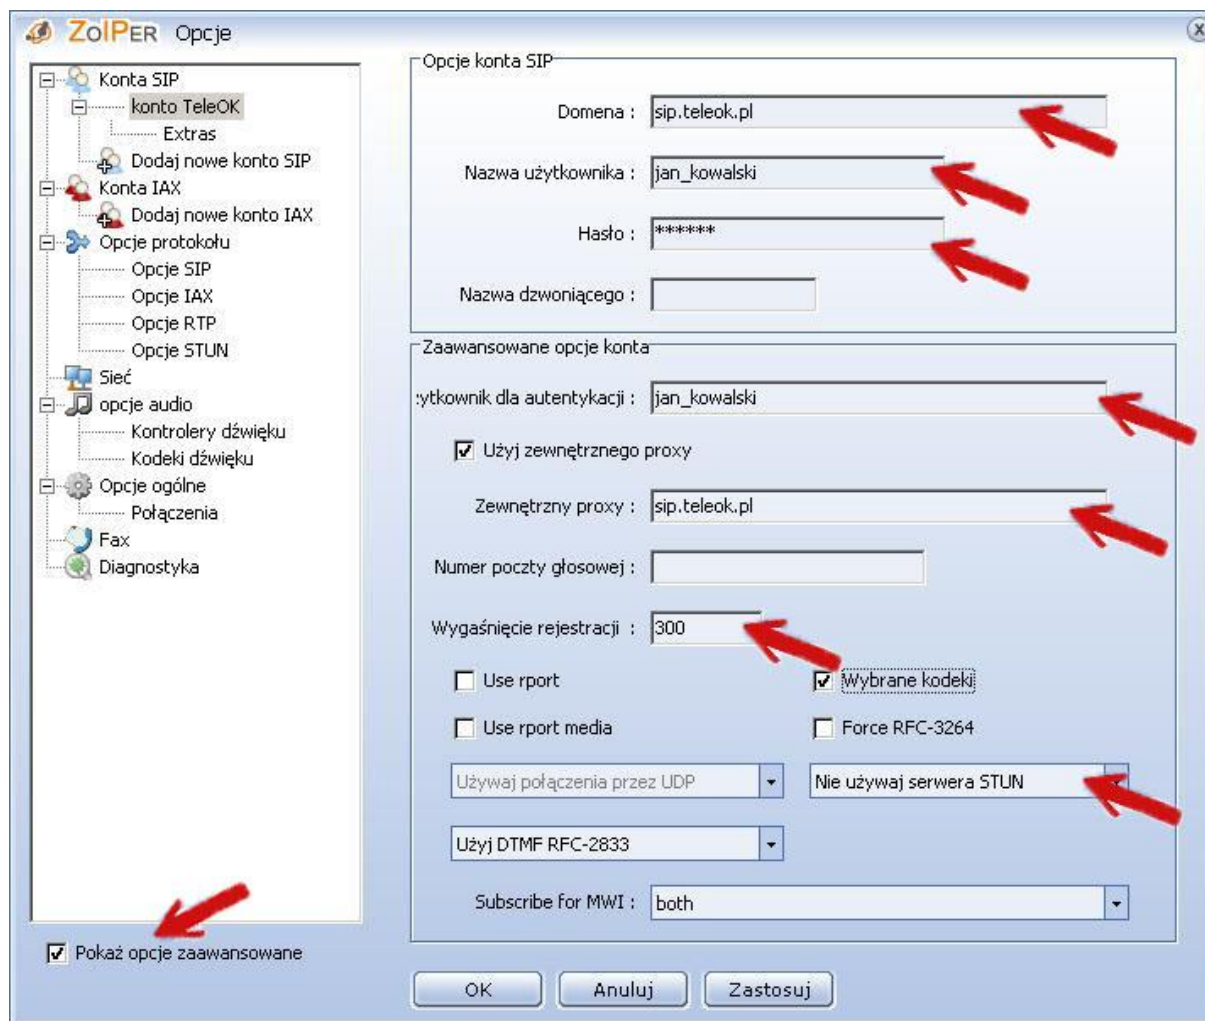 ZOIPER Opcje
Konta SIP
konto TeleOK
Extras
Dodaj nowe konto SIP
Konta IAX
Dodaj nowe konto IAX
Opcje protokołu
Opcje SIP
Opcje IAX
Opcje RTP
Opcje STUN
Sieć
opcje audio
Kontrolery dźwięku
Kodeki dźwięku
Opcje ogólne
Połączenia
Fax
Diagnostyka
Pokaż opcje zaawansowane
Opcje konta SIP
Domena : sip.teleok.pl
Nazwa użytkownika : jan_kowalski
Hasło : ******
Nazwa dzwoniącego :
Zaawansowane opcje konta
ytkownik dla autentykacji : jan_kowalski
Użyj zewnętrznego proxy
Zewnętrzny proxy : sip.teleok.pl
Numer poczty głosowej :
Wygaśnięcie rejestracji : 300
Use rport Wybrane kodeki
Use rport media Force RFC-3264
Używaj połączenia przez UDP Nie używaj serwera STUN
Użyj DTMF RFC-2833
Subscribe for MWI : both
OK Anuluj Zastosuj